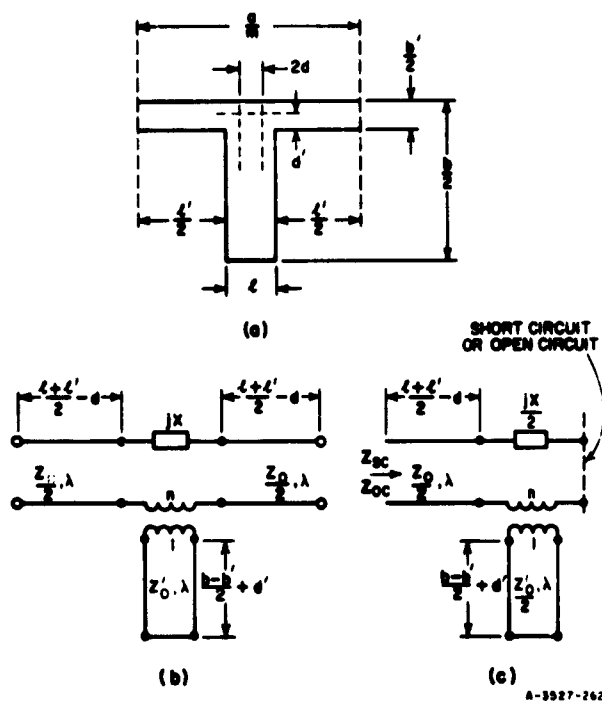 a/m
2d
b'/2
d'
b/2
ℓ'/2
ℓ'/2
ℓ
(a)
SHORT CIRCUIT
OR OPEN CIRCUIT
ℓ+ℓ'/2 - d
jX
ℓ+ℓ'/2 - d
ℓ+ℓ'/2 - d
jX/2
Z0/2, λ
n
Z0/2, λ
Zsc
Zoc
Z0/2, λ
n
1
Z'0, λ
b-b'/2 + d'
b-b'/2 + d'
1
Z'0/2, λ
(b)
(c)
A-3527-262